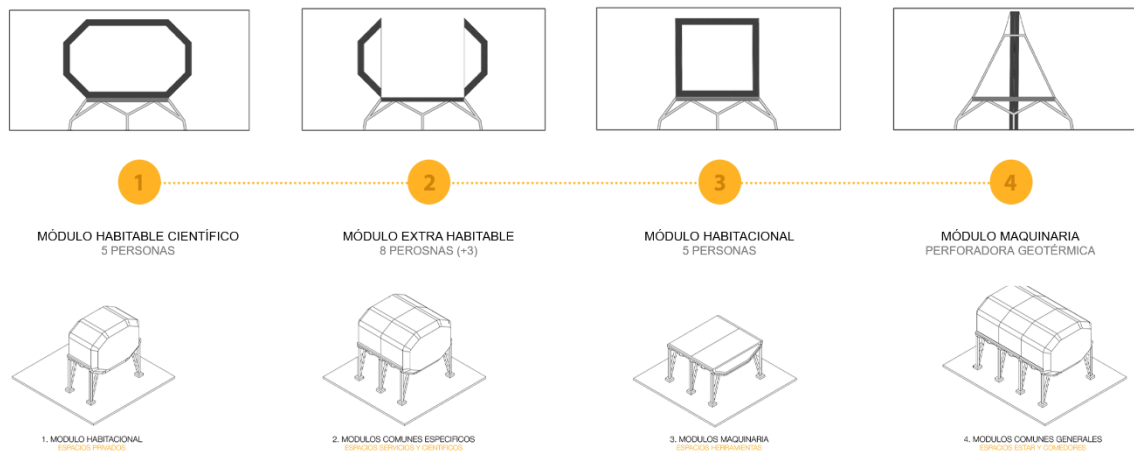 1
2
3
4
MÓDULO HABITABLE CIENTÍFICO
5 PERSONAS
MÓDULO EXTRA HABITABLE
8 PEROSNAS (+3)
MÓDULO HABITACIONAL
5 PERSONAS
MÓDULO MAQUINARIA
PERFORADORA GEOTÉRMICA
1. MODULO HABITACIONAL
ESPACIOS PRIVADOS
2. MODULOS COMUNES ESPECIFICOS
ESPACIOS SERVICIOS Y CIENTIFICOS
3. MODULOS MAQUINARIA
ESPACIOS HERRAMIENTAS
4. MODULOS COMUNES GENERALES
ESPACIOS ESTAR Y COMEDORES